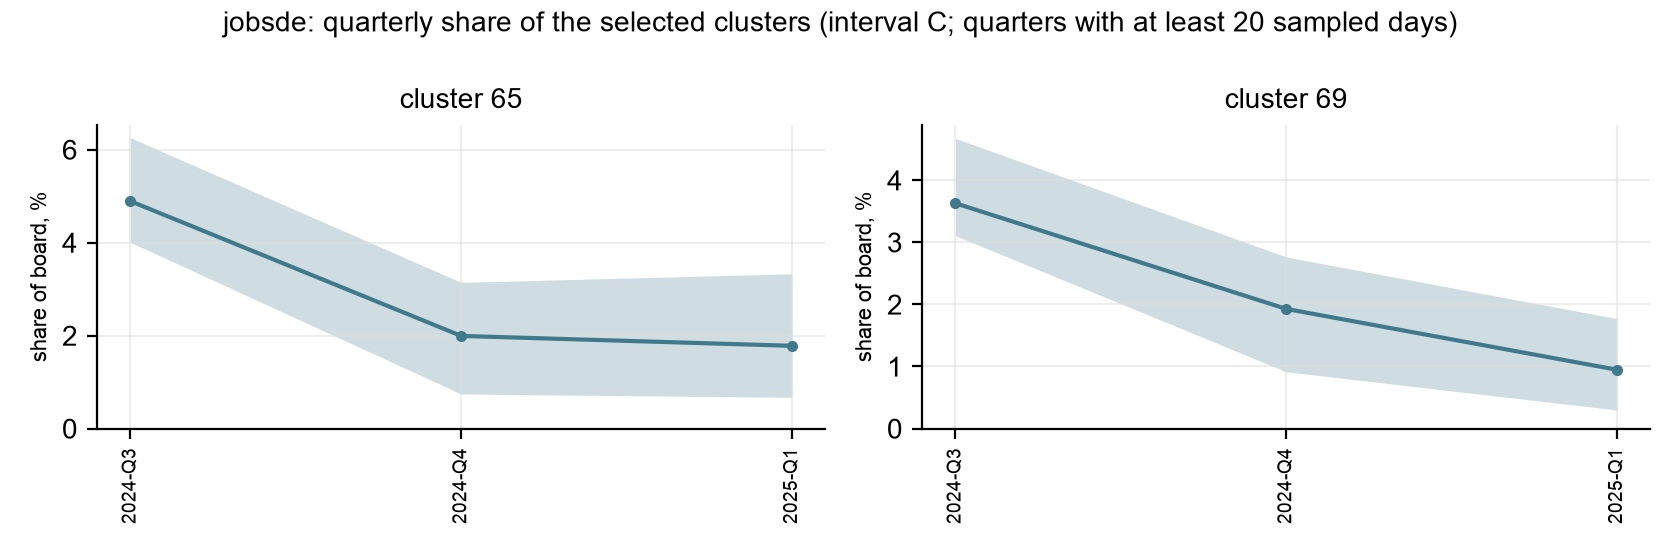 jobsde: quarterly share of the selected clusters (interval C; quarters with at least 20 sampled days)
cluster 65
share of board, %
6
4
2
0
2024-Q3
2024-Q4
2025-Q1
cluster 69
share of board, %
4
3
2
1
0
2024-Q3
2024-Q4
2025-Q1